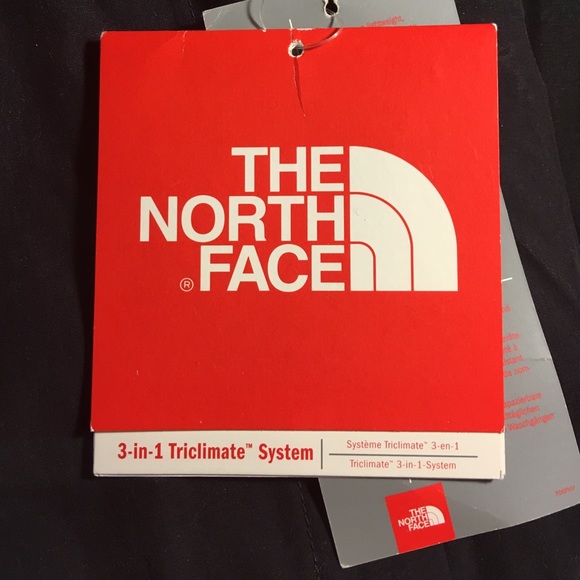 lightweight,
THE
NORTH
FACE
®
3-in-1 Triclimate™ System
Système Triclimate™ 3-en-1
Triclimate™ 3-in-1-System
THE
NORTH
FACE